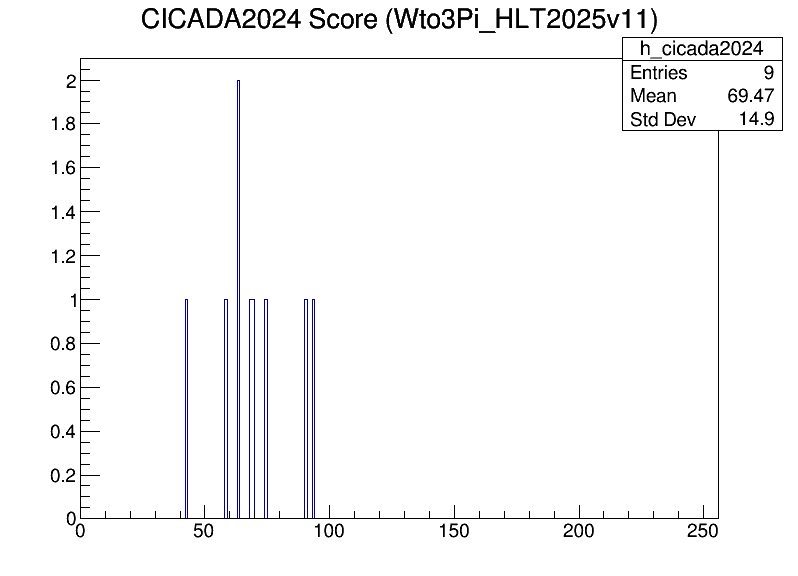 CICADA2024 Score (Wto3Pi_HLT2025v11)
h_cicada2024
Entries 9
Mean 69.47
Std Dev 14.9
2
1.8
1.6
1.4
1.2
1
0.8
0.6
0.4
0.2
0
0 50 100 150 200 250